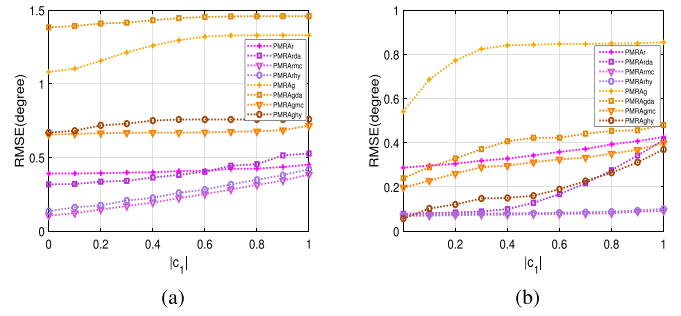 1.5
1
0.5
0
RMSE(degree)
0 0.2 0.4 0.6 0.8 1
|c1|
PMRAr
PMRArda
PMRArmc
PMRArhy
PMRAg
PMRAgda
PMRAgmc
PMRAghy
(a)
1
0.8
0.6
0.4
0.2
0
RMSE(degree)
0.2 0.4 0.6 0.8 1
|c1|
PMRAr
PMRArda
PMRArmc
PMRArhy
PMRAg
PMRAgda
PMRAgmc
PMRAghy
(b)